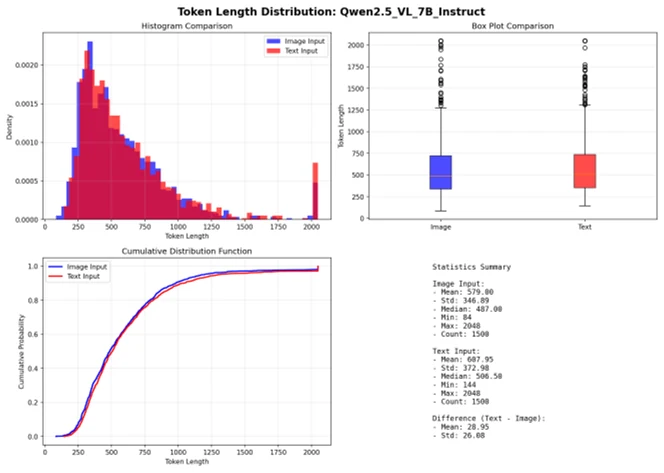 Token Length Distribution: Qwen2.5_VL_7B_Instruct
Histogram Comparison
Image Input
Text Input
0.0020
0.0015
0.0010
0.0005
0.0000
Density
0
250
500
750
1000
1250
1500
1750
2000
Token Length
Box Plot Comparison
2000
1750
1500
1250
1000
750
500
250
0
Token Length
Image
Text
Cumulative Distribution Function
Image Input
Text Input
1.0
0.8
0.6
0.4
0.2
0.0
Cumulative Probability
0
250
500
750
1000
1250
1500
1750
2000
Token Length
Statistics Summary
Image Input:
- Mean: 579.00
- Std: 346.89
- Median: 487.00
- Min: 84
- Max: 2048
- Count: 1500
Text Input:
- Mean: 607.95
- Std: 372.98
- Median: 506.50
- Min: 144
- Max: 2048
- Count: 1500
Difference (Text - Image):
- Mean: 28.95
- Std: 26.08